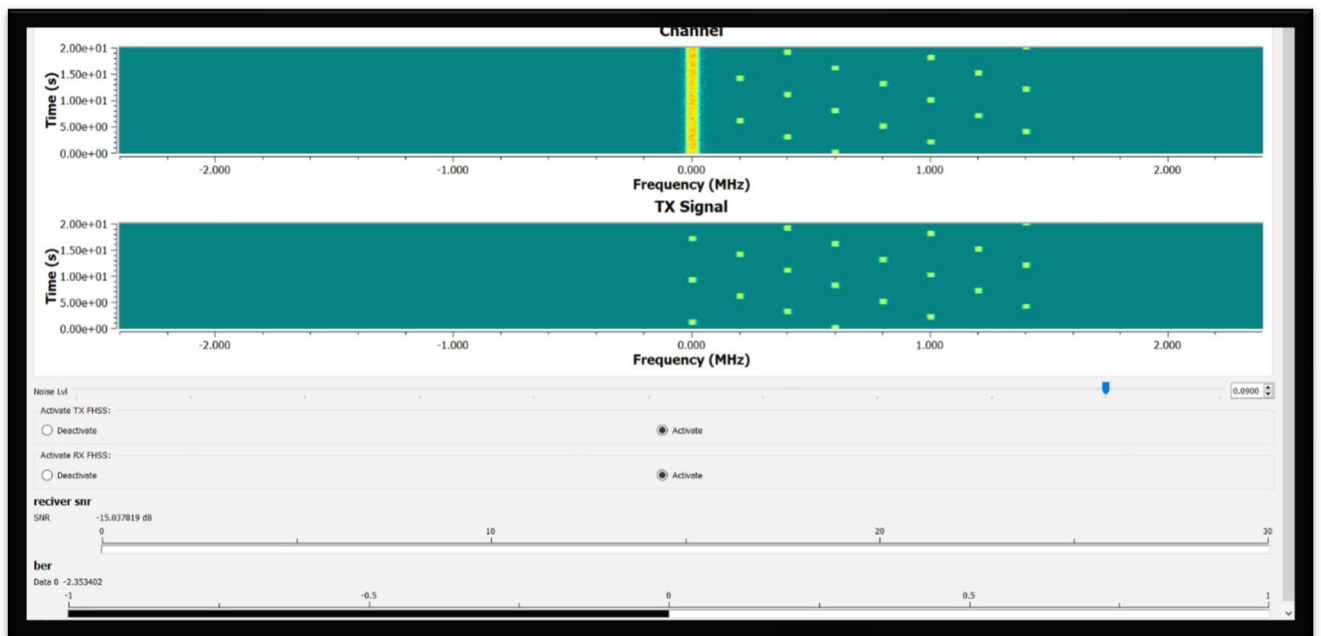 Channel
2.00e+01
1.50e+01
1.00e+01
5.00e+00
0.00e+00
Time (s)
-2.000 -1.000 0.000 1.000 2.000
Frequency (MHz)
TX Signal
2.00e+01
1.50e+01
1.00e+01
5.00e+00
0.00e+00
Time (s)
-2.000 -1.000 0.000 1.000 2.000
Frequency (MHz)
Noise Lvl 0.0900
Activate TX FHSS:
Deactivate Activate
Activate RX FHSS:
Deactivate Activate
reciver snr
SNR -15.037819 dB
0 10 20 30
ber
Data 0 -2.353402
-1 -0.5 0 0.5 1